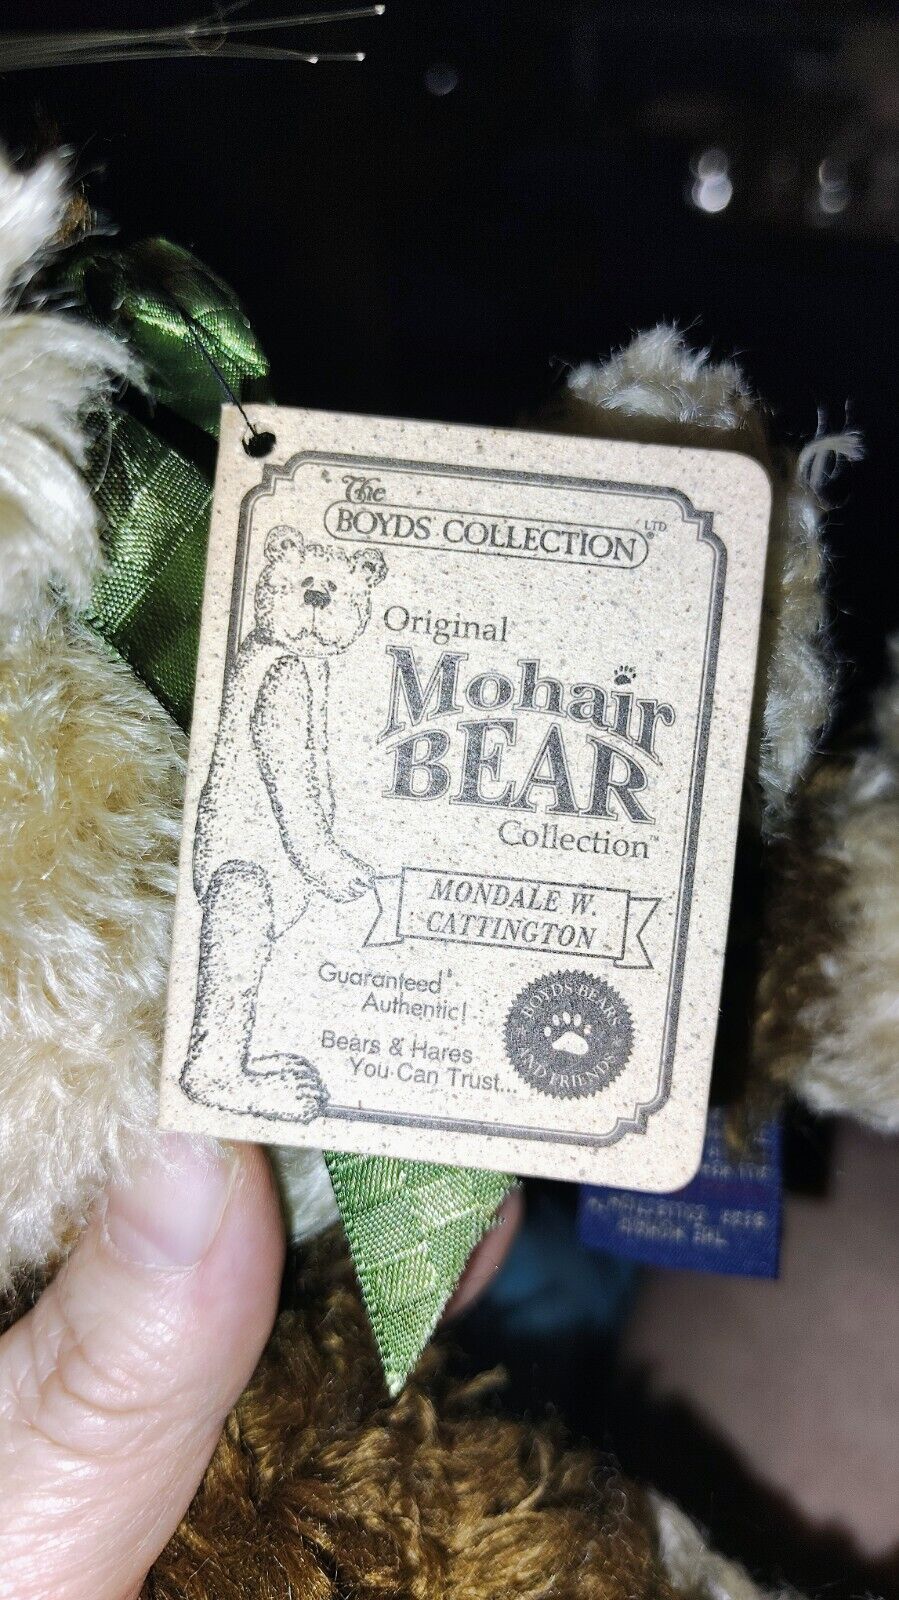 The
BOYDS COLLECTION LTD ®
Original
Mohair
BEAR
Collection™
MONDALE W.
CATTINGTON
Guaranteed
Authentic!
Bears & Hares
You Can Trust...
BOYDS BEARS
AND FRIENDS